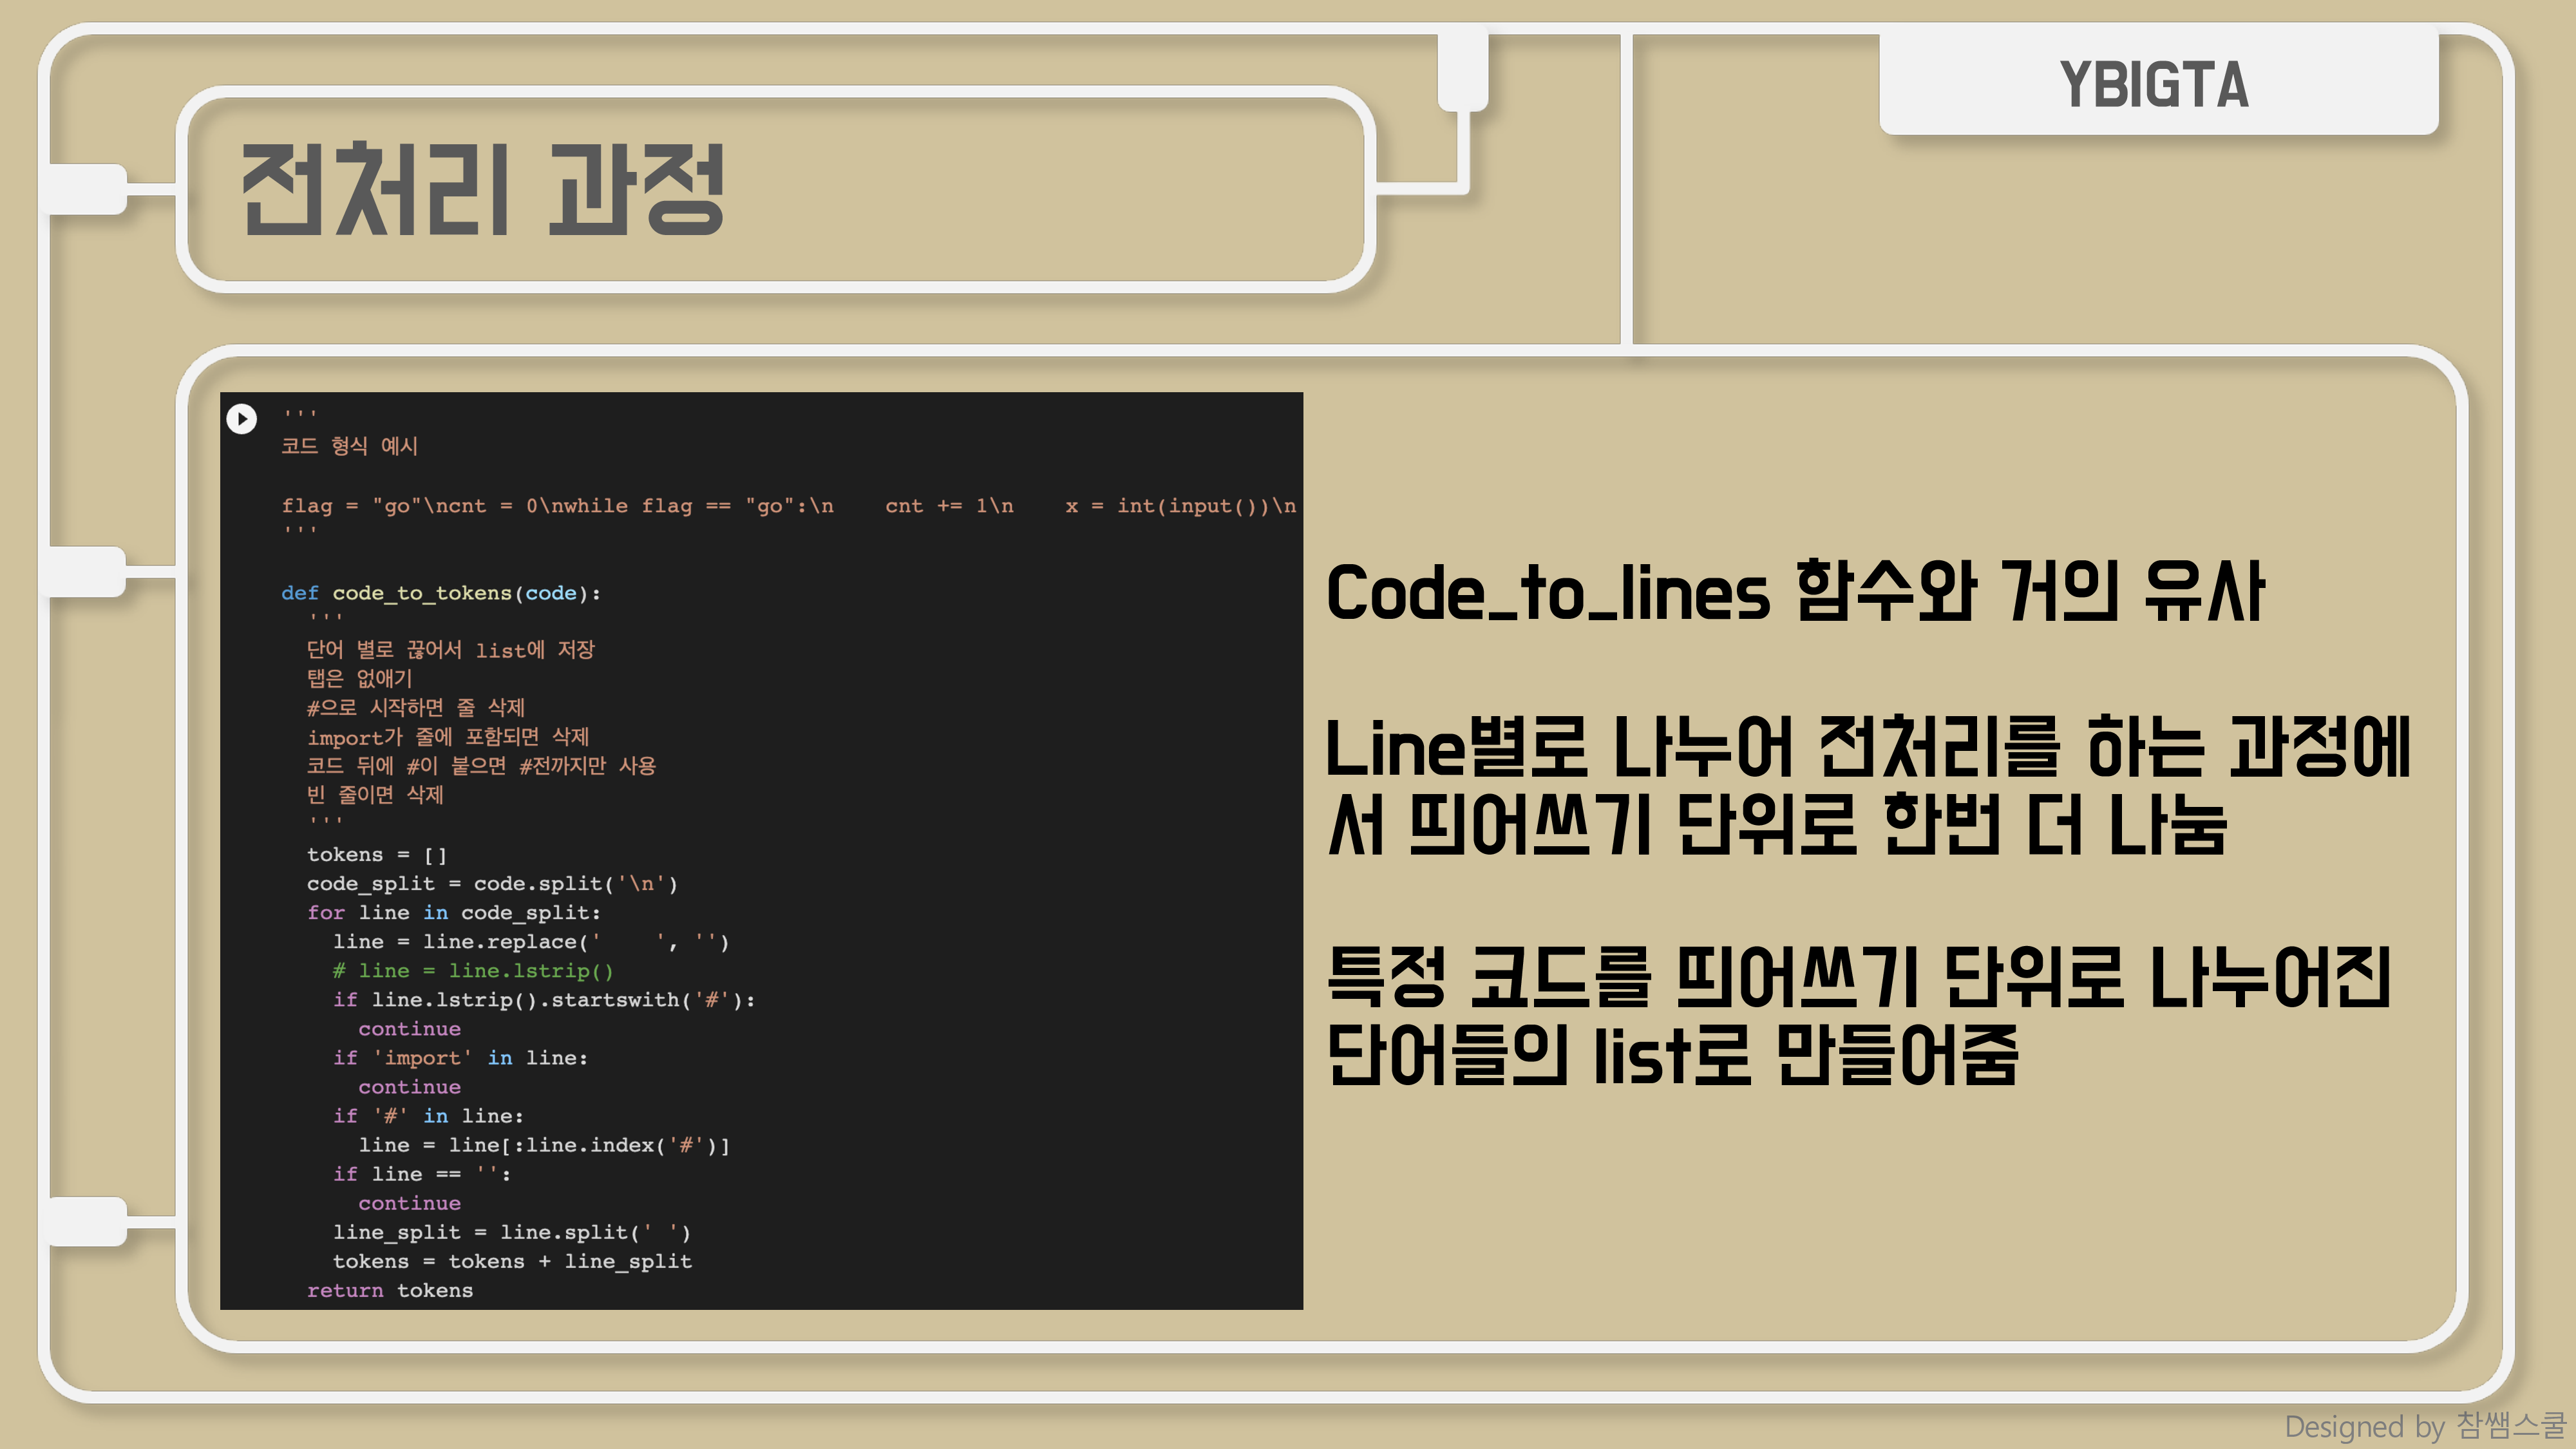 YBIGTA
전처리 과정
'''
코드 형식 예시
flag = "go"\ncnt = 0\nwhile flag == "go":\n    cnt += 1\n    x = int(input())\n
'''
def code_to_tokens(code):
  '''
  단어 별로 끊어서 list에 저장
  탭은 없애기
  #으로 시작하면 줄 삭제
  import가 줄에 포함되면 삭제
  코드 뒤에 #이 붙으면 #전까지만 사용
  빈 줄이면 삭제
  '''
  tokens = []
  code_split = code.split('\n')
  for line in code_split:
    line = line.replace('    ', '')
    # line = line.lstrip()
    if line.lstrip().startswith('#'):
      continue
    if 'import' in line:
      continue
    if '#' in line:
      line = line[:line.index('#')]
    if line == '':
      continue
    line_split = line.split(' ')
    tokens = tokens + line_split
  return tokens
Code_to_lines 함수와 거의 유사
Line별로 나누어 전처리를 하는 과정에
서 띄어쓰기 단위로 한번 더 나눔
특정 코드를 띄어쓰기 단위로 나누어진
단어들의 list로 만들어줌
Designed by 참쌤스쿨